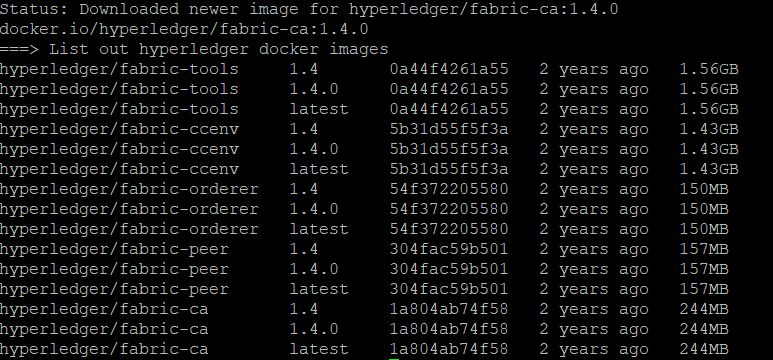 Status: Downloaded newer image for hyperledger/fabric-ca:1.4.0
docker.io/hyperledger/fabric-ca:1.4.0
===> List out hyperledger docker images
hyperledger/fabric-tools 1.4 0a44f4261a55 2 years ago 1.56GB
hyperledger/fabric-tools 1.4.0 0a44f4261a55 2 years ago 1.56GB
hyperledger/fabric-tools latest 0a44f4261a55 2 years ago 1.56GB
hyperledger/fabric-ccenv 1.4 5b31d55f5f3a 2 years ago 1.43GB
hyperledger/fabric-ccenv 1.4.0 5b31d55f5f3a 2 years ago 1.43GB
hyperledger/fabric-ccenv latest 5b31d55f5f3a 2 years ago 1.43GB
hyperledger/fabric-orderer 1.4 54f372205580 2 years ago 150MB
hyperledger/fabric-orderer 1.4.0 54f372205580 2 years ago 150MB
hyperledger/fabric-orderer latest 54f372205580 2 years ago 150MB
hyperledger/fabric-peer 1.4 304fac59b501 2 years ago 157MB
hyperledger/fabric-peer 1.4.0 304fac59b501 2 years ago 157MB
hyperledger/fabric-peer latest 304fac59b501 2 years ago 157MB
hyperledger/fabric-ca 1.4 1a804ab74f58 2 years ago 244MB
hyperledger/fabric-ca 1.4.0 1a804ab74f58 2 years ago 244MB
hyperledger/fabric-ca latest 1a804ab74f58 2 years ago 244MB